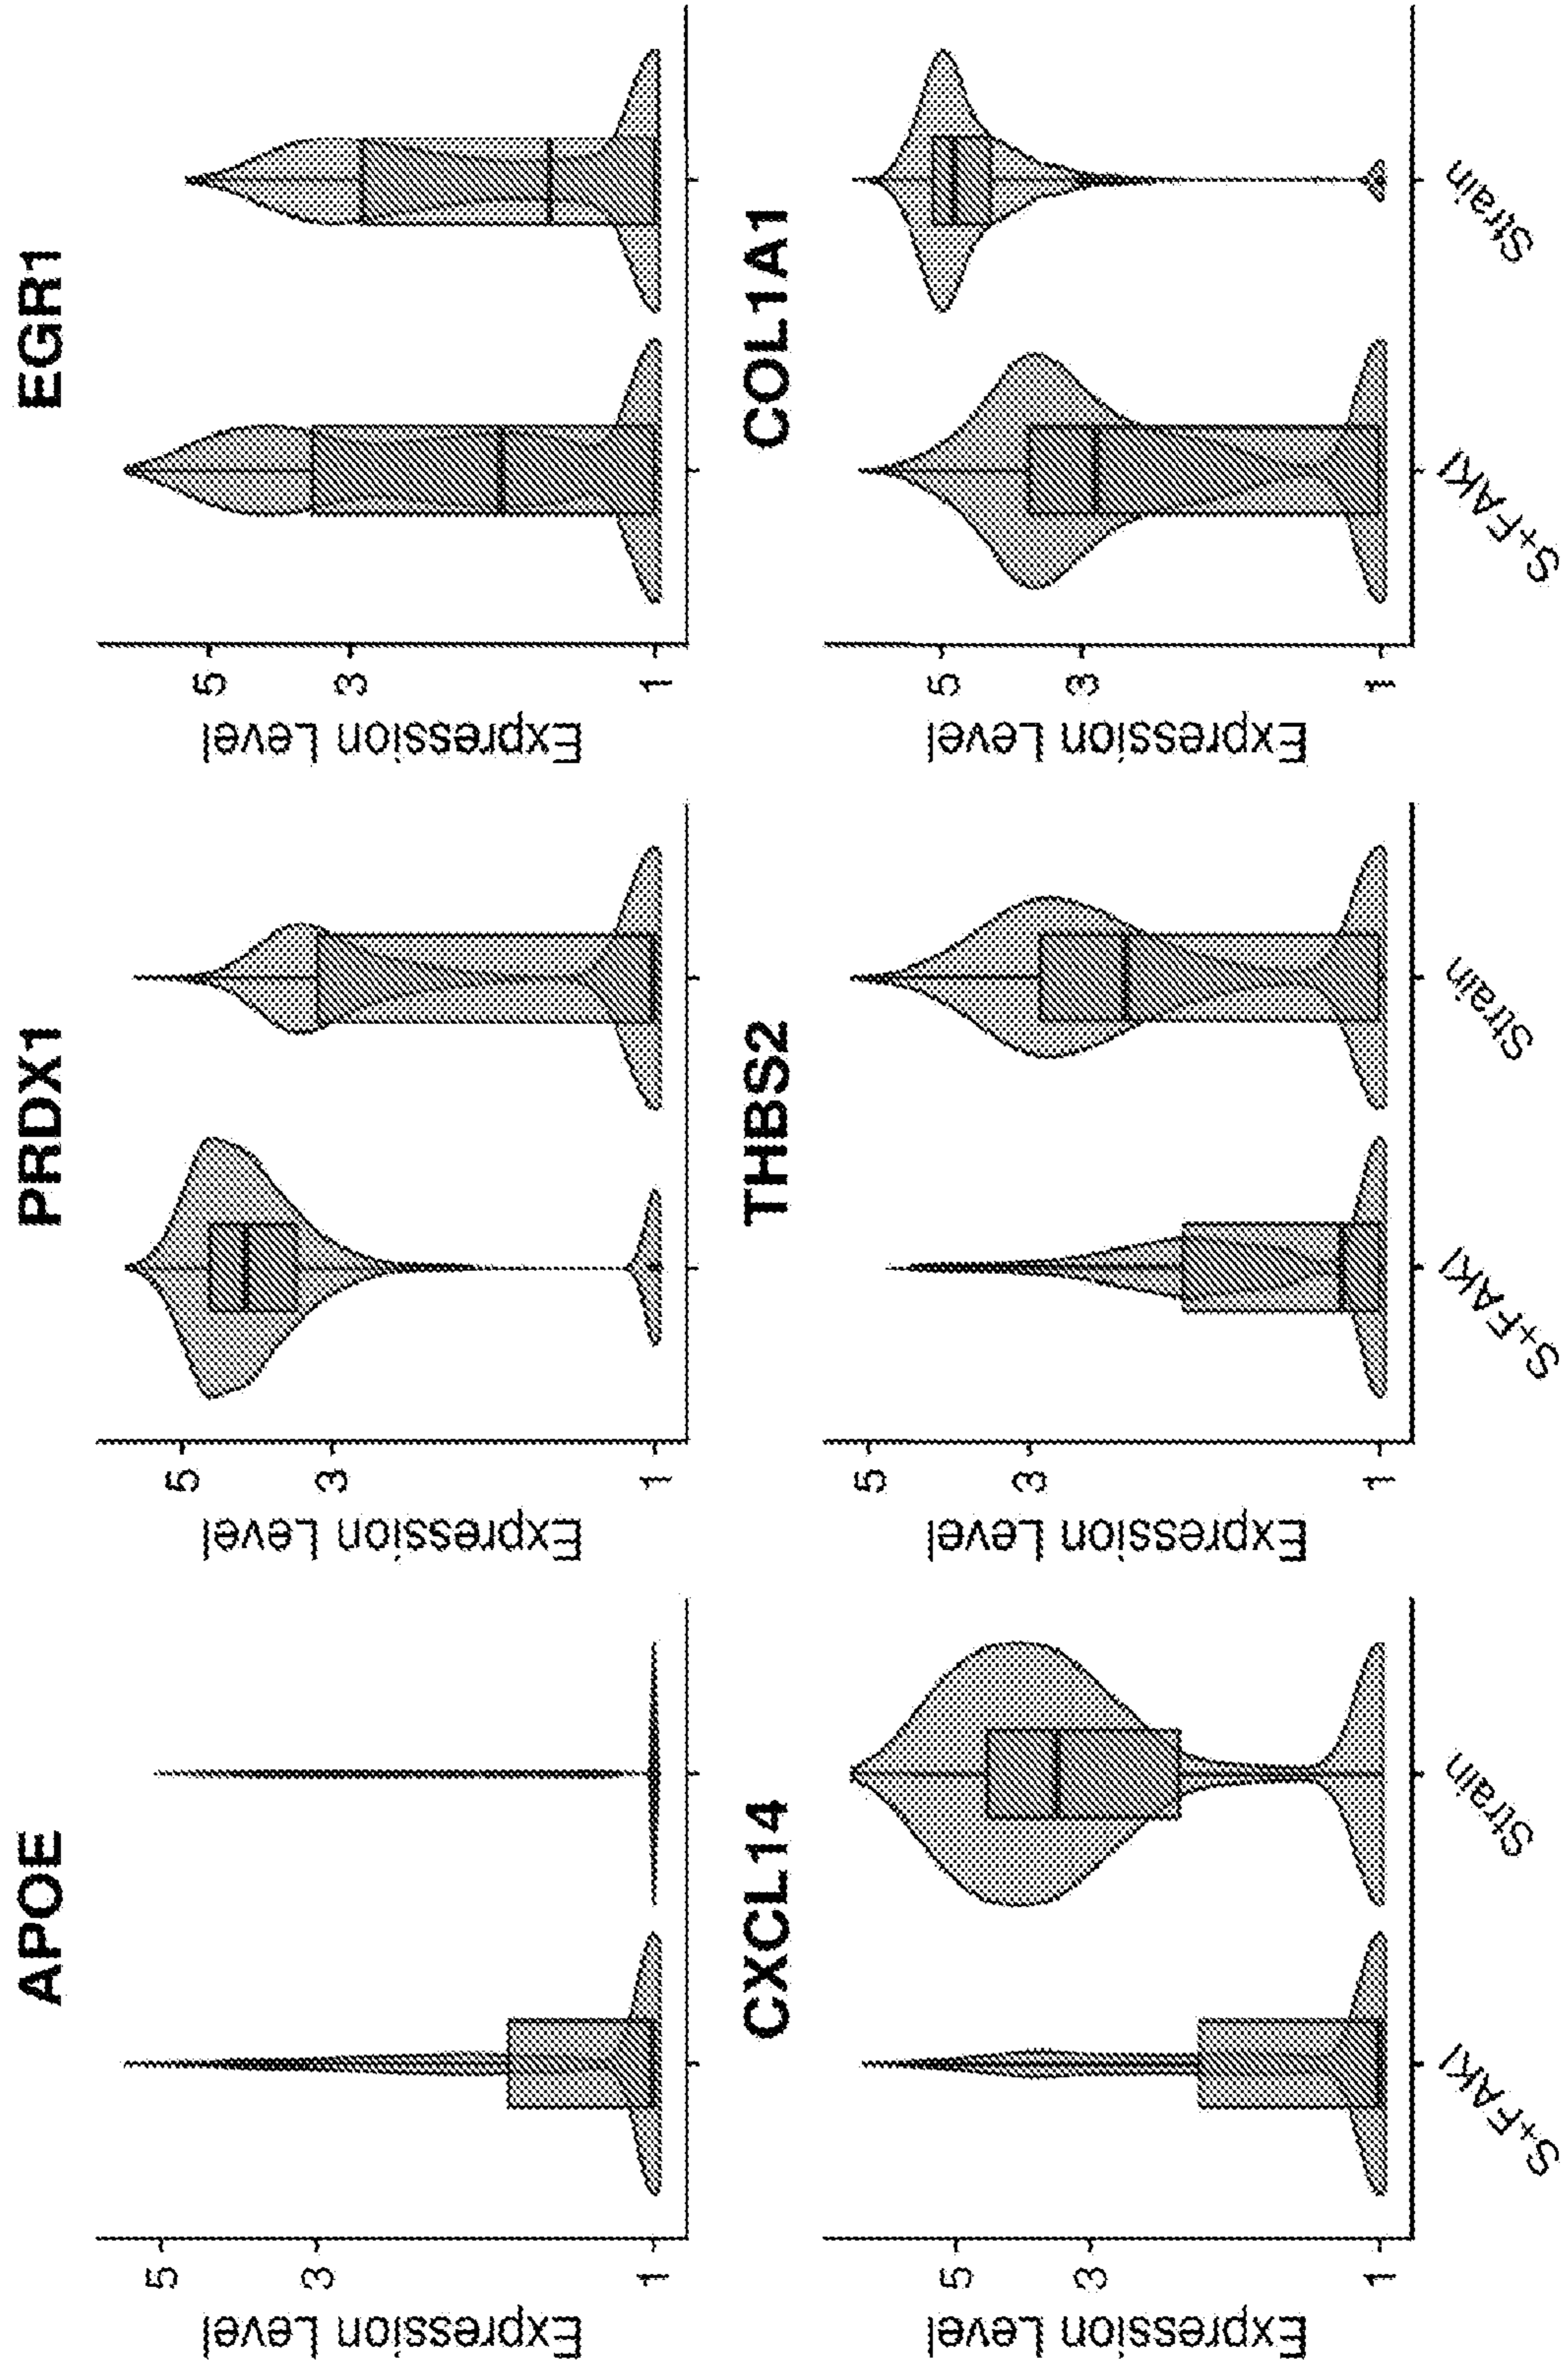 APOE
Expression Level
5
3
1
PRDX1
Expression Level
5
3
1
EGR1
Expression Level
5
3
1
CXCL14
Expression Level
5
3
1
S+FAKI
Strain
THBS2
Expression Level
5
3
1
S+FAKI
Strain
COL1A1
Expression Level
5
3
1
S+FAKI
Strain